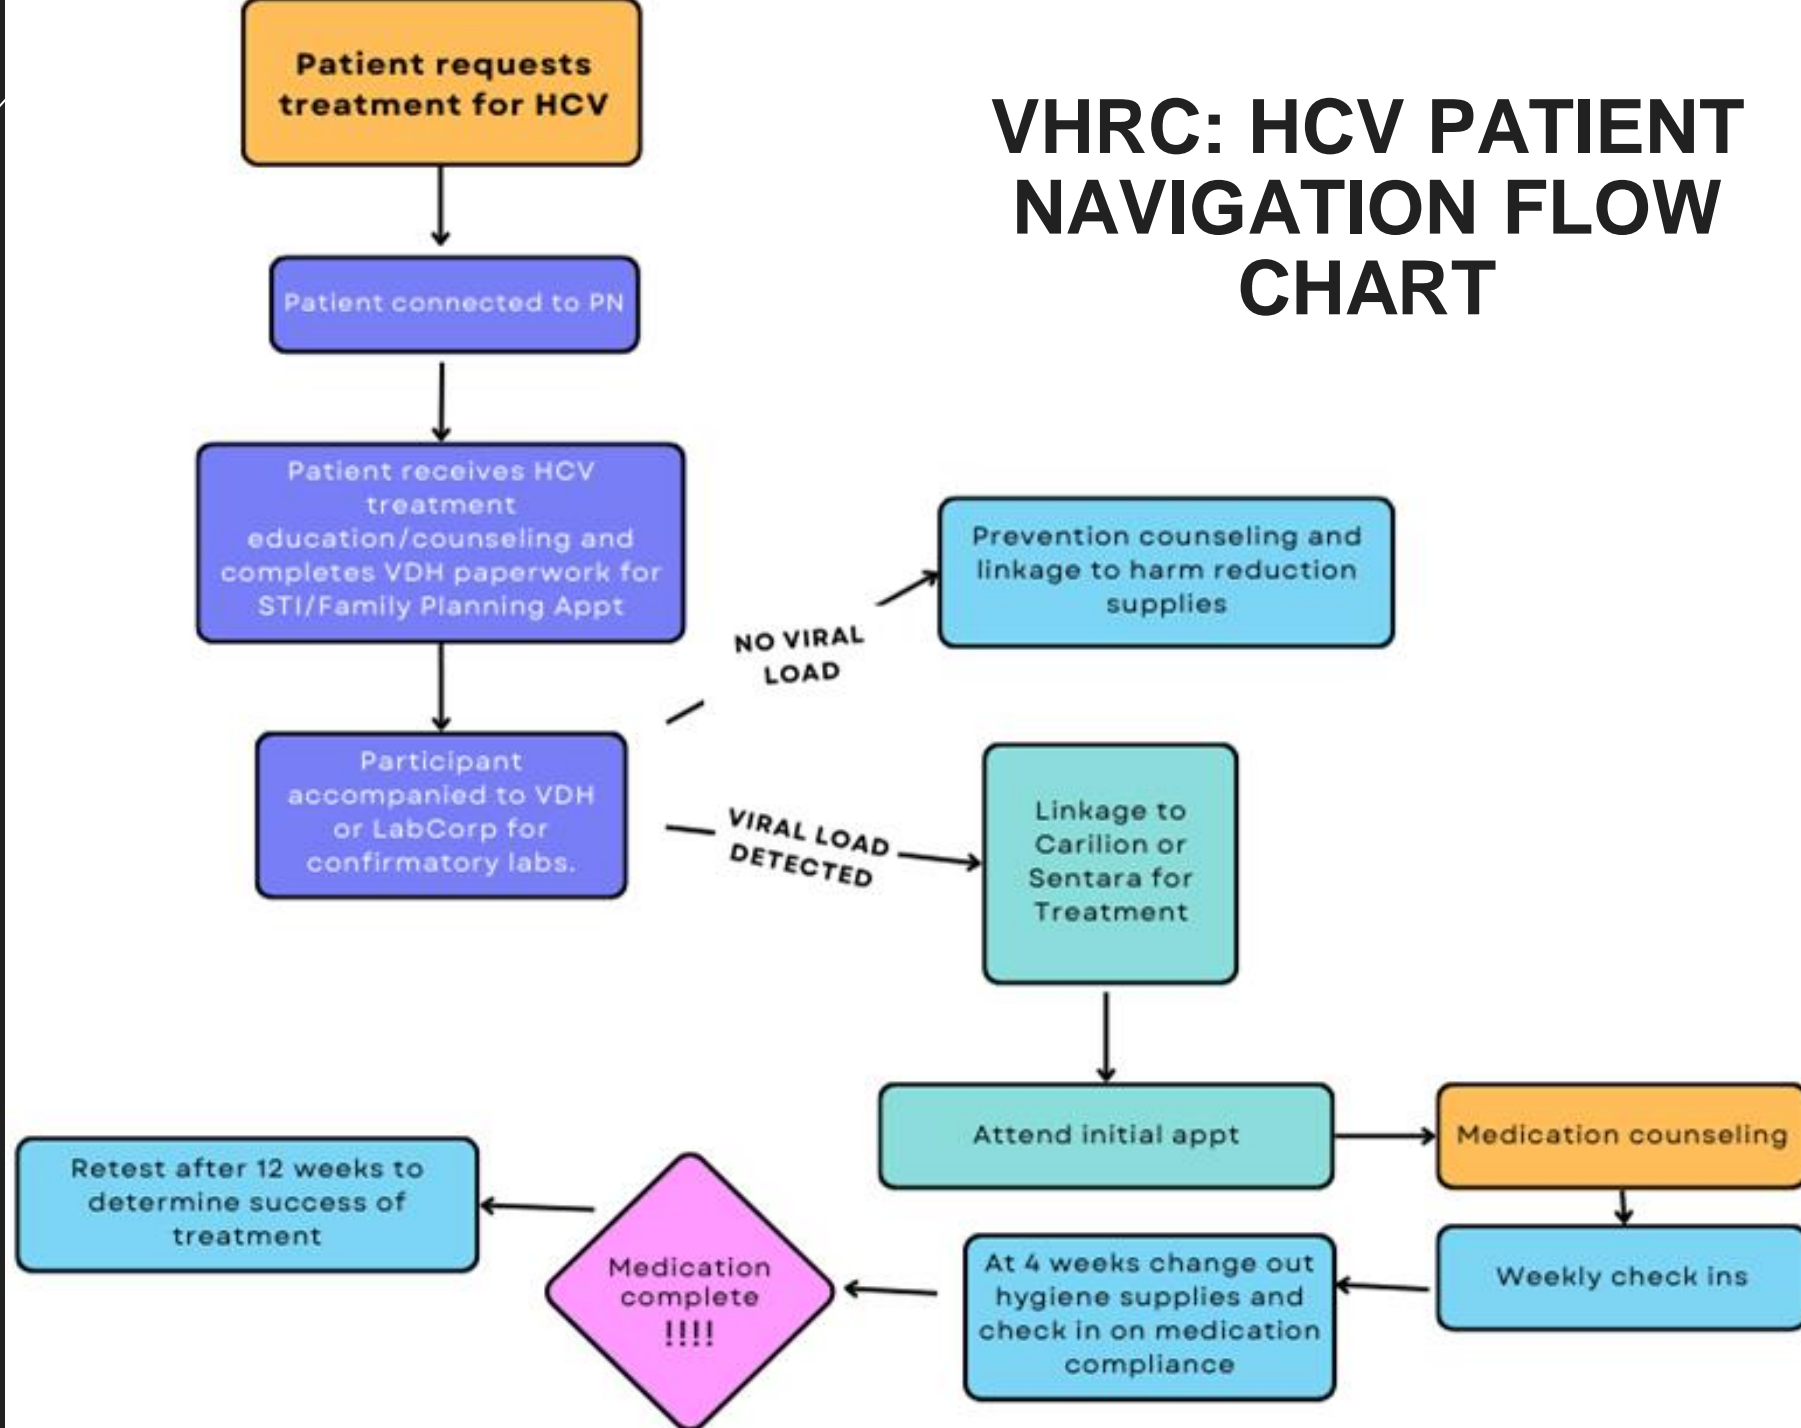 VHRC: HCV PATIENT
NAVIGATION FLOW
CHART
Patient requests
treatment for HCV
Patient connected to PN
Patient receives HCV
treatment
education/counseling and
completes VDH paperwork for
STI/Family Planning Appt
Participant
accompanied to VDH
or LabCorp for
confirmatory labs.
NO VIRAL
LOAD
Prevention counseling and
linkage to harm reduction
supplies
VIRAL LOAD
DETECTED
Linkage to
Carilion or
Sentara for
Treatment
Attend initial appt
Medication counseling
Weekly check ins
At 4 weeks change out
hygiene supplies and
check in on medication
compliance
Medication
complete
!!!!
Retest after 12 weeks to
determine success of
treatment